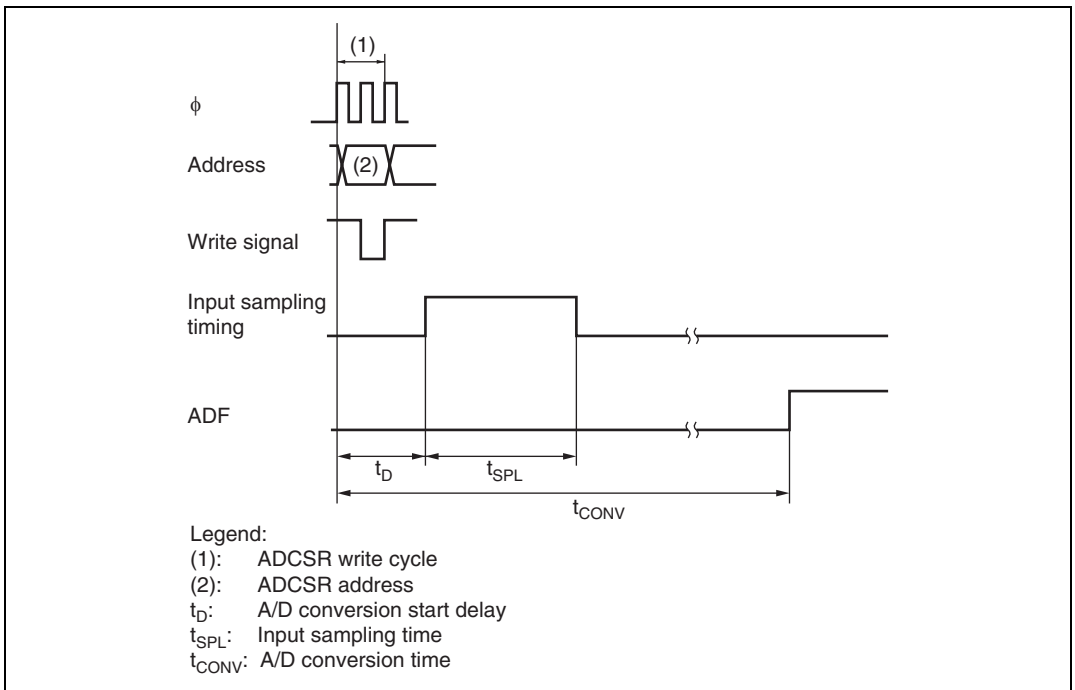 (1)
ϕ
Address
(2)
Write signal
Input sampling
timing
ADF
tD
tSPL
tCONV
Legend:
(1): ADCSR write cycle
(2): ADCSR address
tD: A/D conversion start delay
tSPL: Input sampling time
tCONV: A/D conversion time